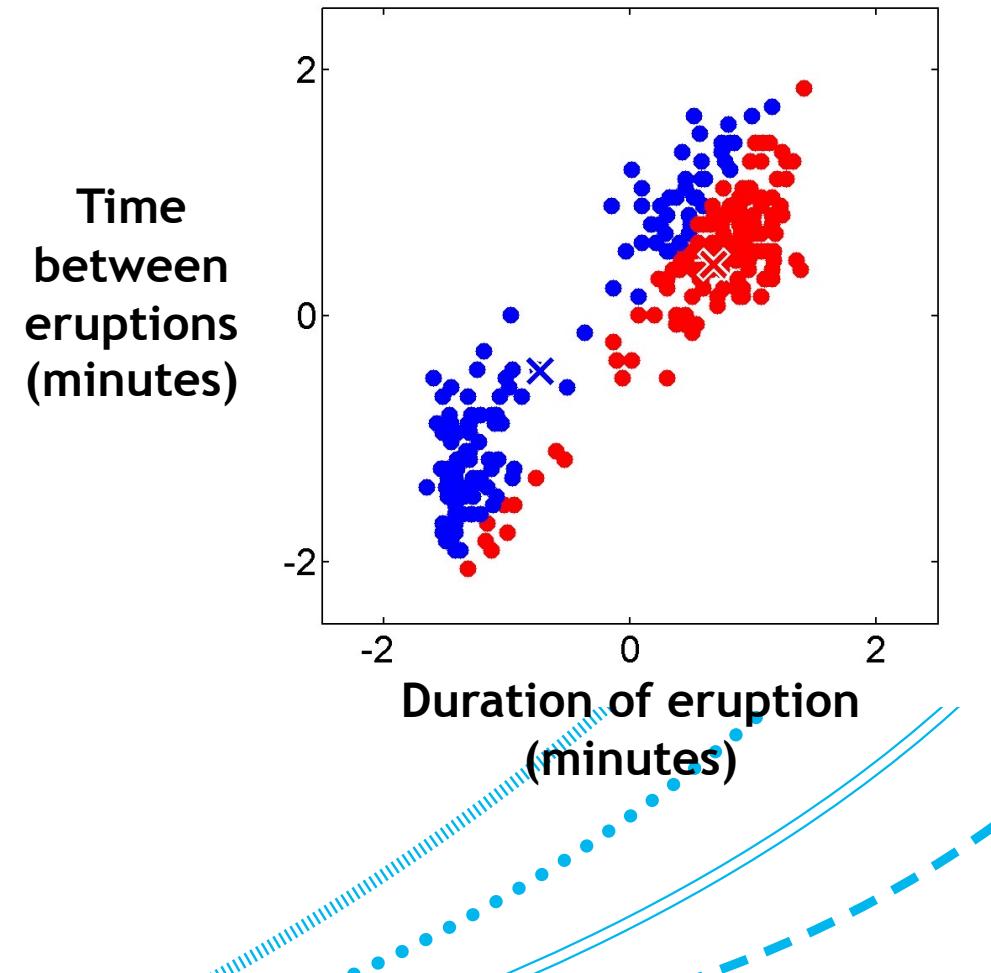 2
Time
between
eruptions
(minutes)
0
-2
-2 0 2
Duration of eruption
(minutes)